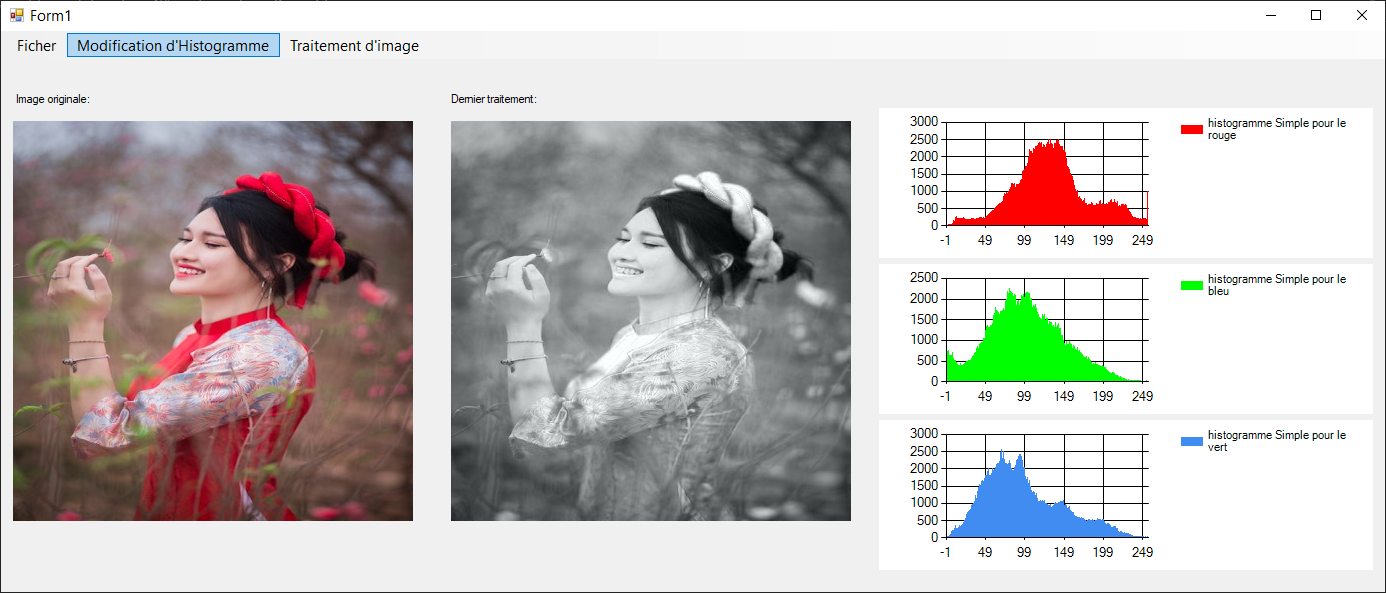 Form1
Ficher Modification d'Histogramme Traitement d'image
Image originale:
Dernier traitement:
3000
2500
2000
1500
1000
500
0
-1 49 99 149 199 249
histogramme Simple pour le
rouge
2500
2000
1500
1000
500
0
-1 49 99 149 199 249
histogramme Simple pour le
bleu
3000
2500
2000
1500
1000
500
0
-1 49 99 149 199 249
histogramme Simple pour le
vert